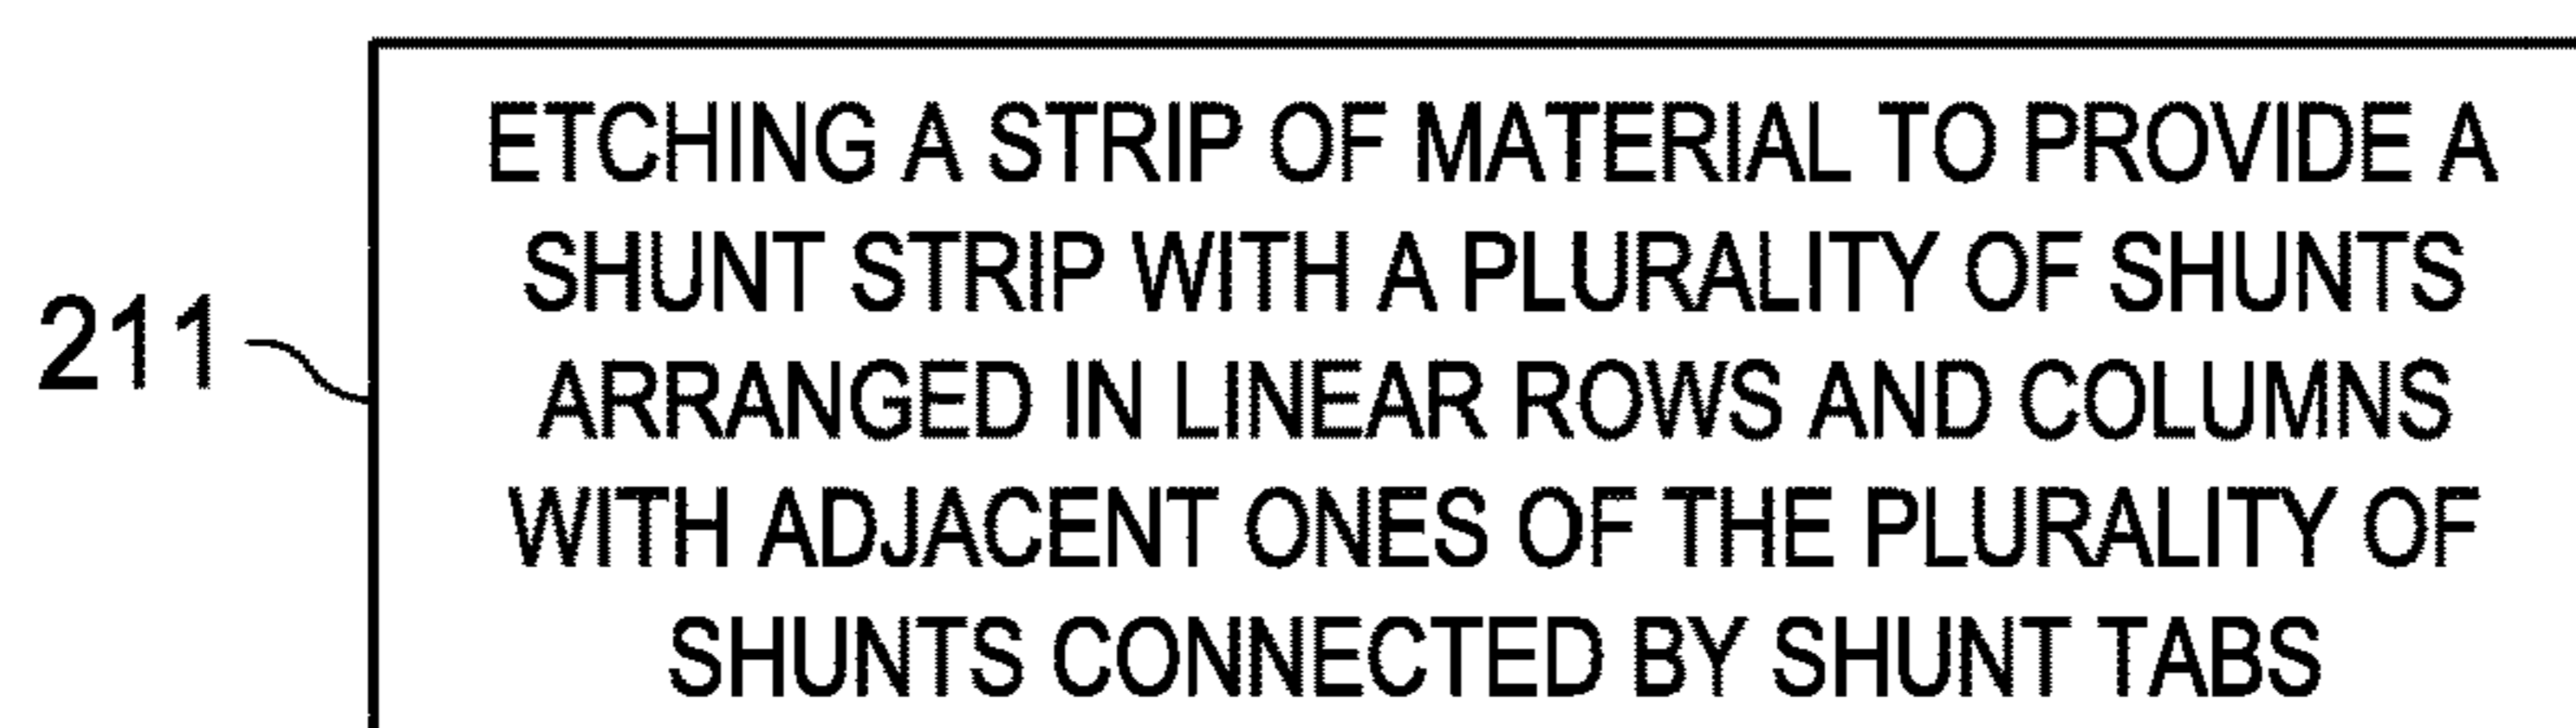 ETCHING A STRIP OF MATERIAL TO PROVIDE A
SHUNT STRIP WITH A PLURALITY OF SHUNTS
211
ARRANGED IN LINEAR ROWS AND COLUMNS
WITH ADJACENT ONES OF THE PLURALITY OF
SHUNTS CONNECTED BY SHUNT TABS